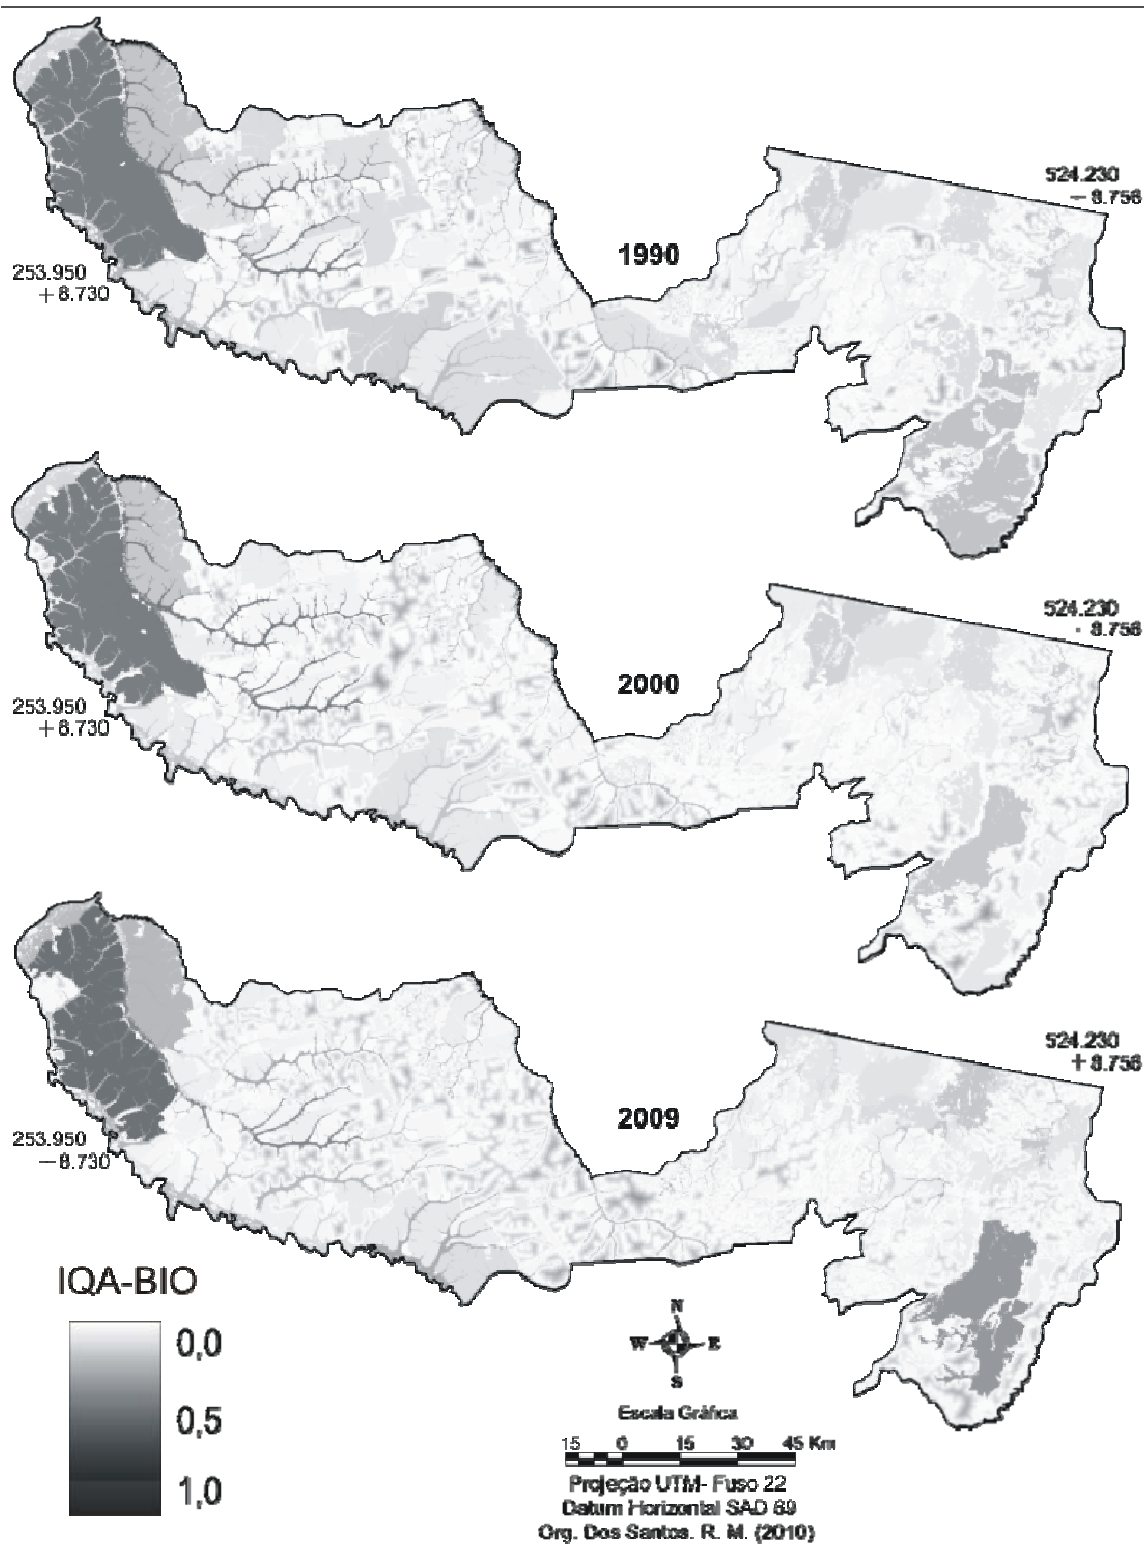 524.230
— 8.756
1990
253.950
+ 8.730
524.230
· 8.756
2000
253.950
+ 8.730
524.230
+ 8.756
2009
253.950
— 8.730
IQA-BIO
0,0
0,5
1,0
N
W E
S
Escala Gráfica
15 0 15 30 45 Km
Projeção UTM- Fuso 22
Datum Horizontal SAD 69
Org. Dos Santos. R. M. (2010)